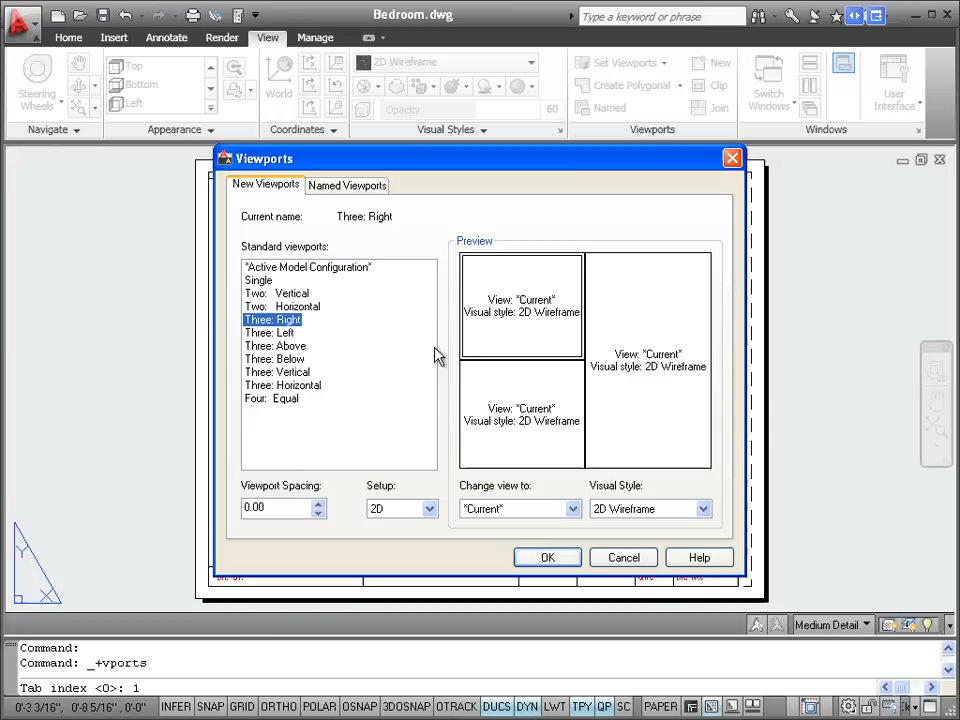 Bedroom.dwg
Type a keyword or phrase
Home Insert Annotate Render View Manage
Steering Wheels
Top
Bottom
Left
Navigate
Appearance
World
Coordinates
2D Wireframe
Opacity 60
Visual Styles
Set Viewports
Create Polygonal
Named
New
Clip
Join
Viewports
Switch Windows
Windows
User Interface
Viewports
New Viewports Named Viewports
Current name: Three: Right
Standard viewports:
*Active Model Configuration*
Single
Two: Vertical
Two: Horizontal
Three: Right
Three: Left
Three: Above
Three: Below
Three: Vertical
Three: Horizontal
Four: Equal
Preview
View: *Current*
Visual style: 2D Wireframe
View: *Current*
Visual style: 2D Wireframe
View: *Current*
Visual style: 2D Wireframe
Viewport Spacing:
0.00
Setup:
2D
Change view to:
*Current*
Visual Style:
2D Wireframe
OK Cancel Help
Y
X
Medium Detail
Command:
Command: _+vports
Tab index <0>: 1
0'-3 3/16", 0'-8 5/16", 0'-0" INFER SNAP GRID ORTHO POLAR OSNAP 3DOSNAP OTRACK DUCS DYN LWT TPY QP SC PAPER